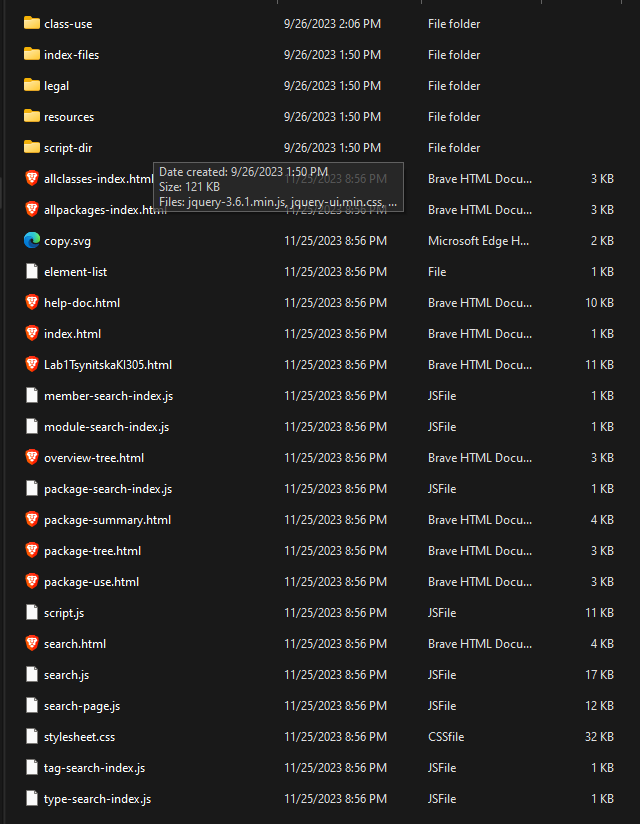 class-use 9/26/2023 2:06 PM File folder
index-files 9/26/2023 1:50 PM File folder
legal 9/26/2023 1:50 PM File folder
resources 9/26/2023 1:50 PM File folder
script-dir 9/26/2023 1:50 PM File folder
Date created: 9/26/2023 1:50 PM
Size: 121 KB
Files: jquery-3.6.1.min.js, jquery-ui.min.css, ...
allclasses-index.html 11/25/2023 8:56 PM Brave HTML Docu... 3 KB
allpackages-index.html Brave HTML Docu... 3 KB
copy.svg 11/25/2023 8:56 PM Microsoft Edge H... 2 KB
element-list 11/25/2023 8:56 PM File 1 KB
help-doc.html 11/25/2023 8:56 PM Brave HTML Docu... 10 KB
index.html 11/25/2023 8:56 PM Brave HTML Docu... 1 KB
Lab1TsynitskaKI305.html 11/25/2023 8:56 PM Brave HTML Docu... 11 KB
member-search-index.js 11/25/2023 8:56 PM JSFile 1 KB
module-search-index.js 11/25/2023 8:56 PM JSFile 1 KB
overview-tree.html 11/25/2023 8:56 PM Brave HTML Docu... 3 KB
package-search-index.js 11/25/2023 8:56 PM JSFile 1 KB
package-summary.html 11/25/2023 8:56 PM Brave HTML Docu... 4 KB
package-tree.html 11/25/2023 8:56 PM Brave HTML Docu... 3 KB
package-use.html 11/25/2023 8:56 PM Brave HTML Docu... 3 KB
script.js 11/25/2023 8:56 PM JSFile 11 KB
search.html 11/25/2023 8:56 PM Brave HTML Docu... 4 KB
search.js 11/25/2023 8:56 PM JSFile 17 KB
search-page.js 11/25/2023 8:56 PM JSFile 12 KB
stylesheet.css 11/25/2023 8:56 PM CSSfile 32 KB
tag-search-index.js 11/25/2023 8:56 PM JSFile 1 KB
type-search-index.js 11/25/2023 8:56 PM JSFile 1 KB